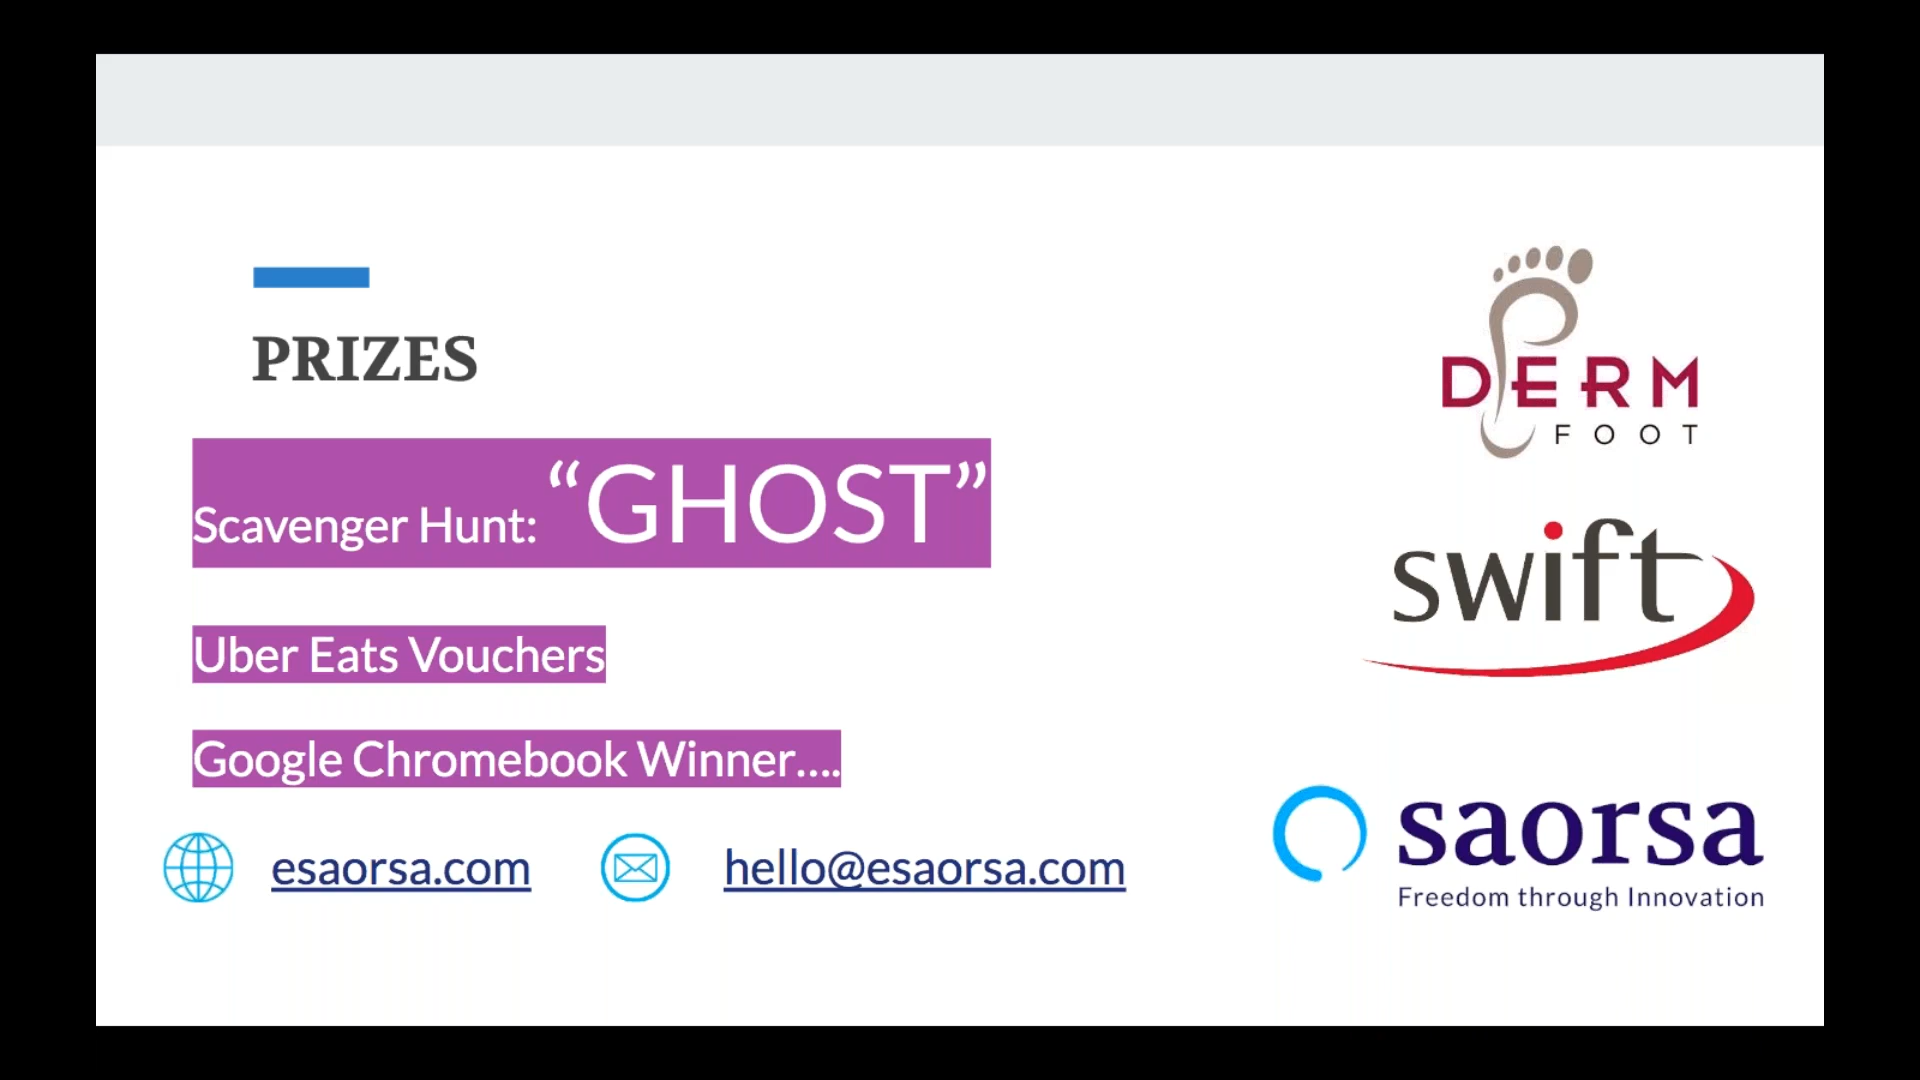 PRIZES
Scavenger Hunt: “GHOST”
Uber Eats Vouchers
Google Chromebook Winner....
esaorsa.com
hello@esaorsa.com
DERM
FOOT
swift
saorsa
Freedom through Innovation